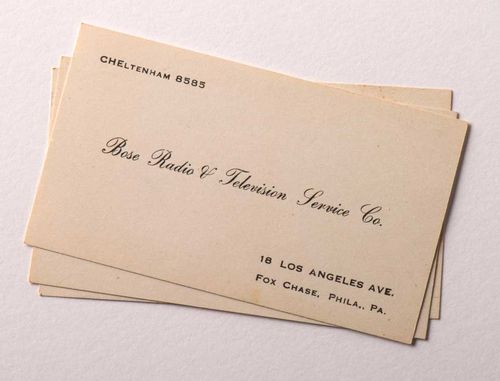 CHELTENHAM 8585
Bose Radio & Television Service Co.
18 LOS ANGELES AVE.
FOX CHASE, PHILA., PA.